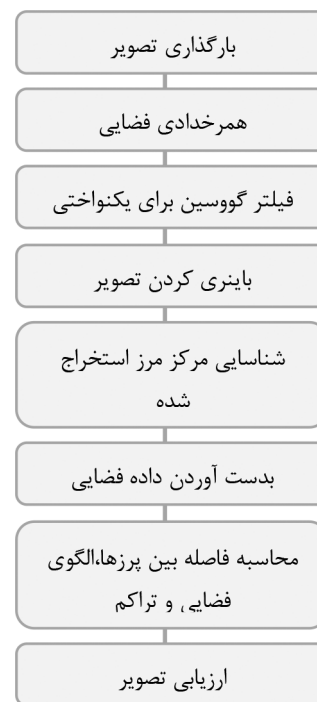 بارگذاری تصویر
همرخدادی فضایی
فیلتر گووسین برای یکنواختی
باینری کردن تصویر
شناسایی مرکز مرز استخراج
شده
بدست آوردن داده فضایی
محاسبه فاصله بین پرزها،الگوی
فضایی و تراکم
ارزیابی تصویر